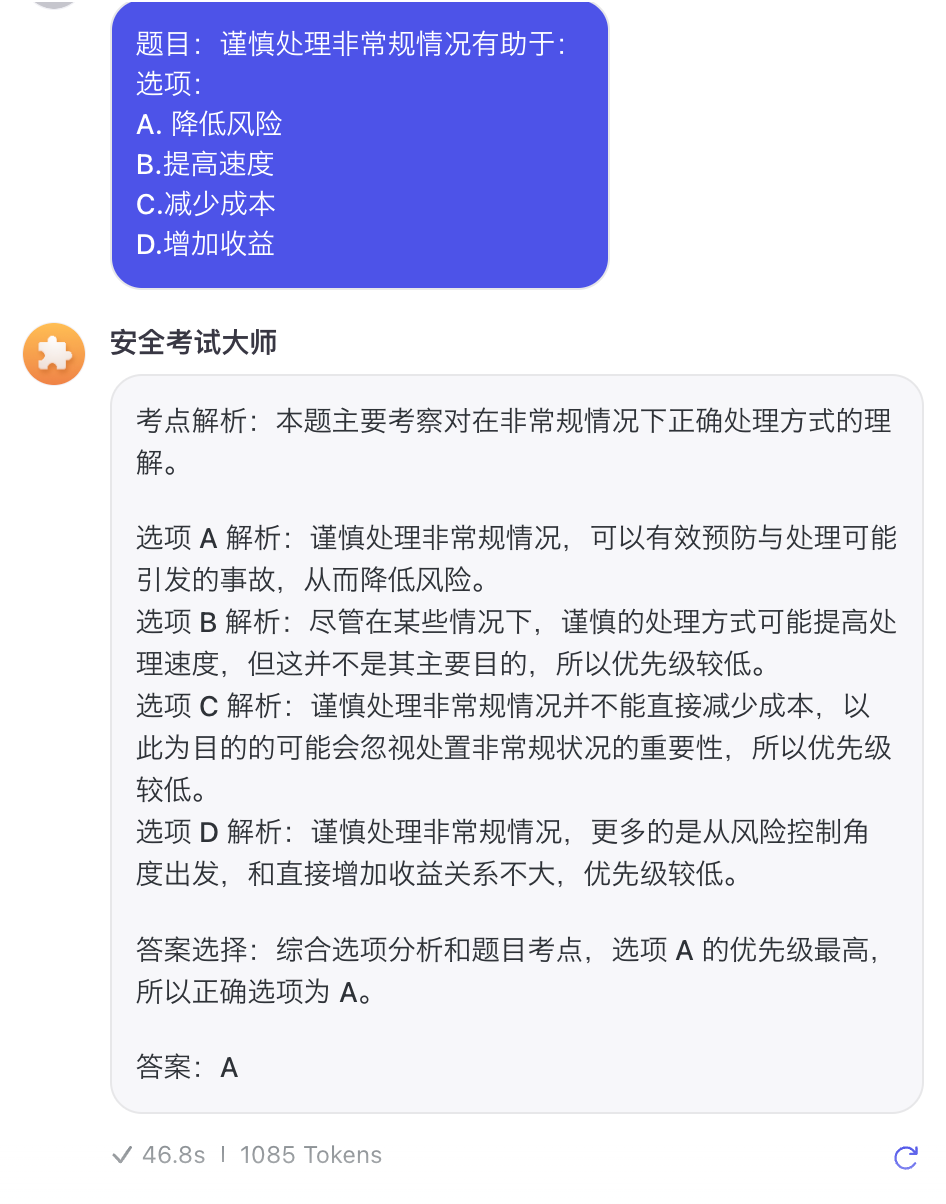 题目：谨慎处理非常规情况有助于：
选项：
A. 降低风险
B.提高速度
C.减少成本
D.增加收益
安全考试大师
考点解析：本题主要考察对在非常规情况下正确处理方式的理
解。
选项 A 解析：谨慎处理非常规情况，可以有效预防与处理可能
引发的事故，从而降低风险。
选项 B 解析：尽管在某些情况下，谨慎的处理方式可能提高处
理速度，但这并不是其主要目的，所以优先级较低。
选项 C 解析：谨慎处理非常规情况并不能直接减少成本，以
此为目的的可能会忽视处置非常规状况的重要性，所以优先级
较低。
选项 D 解析：谨慎处理非常规情况，更多的是从风险控制角
度出发，和直接增加收益关系不大，优先级较低。
答案选择：综合选项分析和题目考点，选项 A 的优先级最高，
所以正确选项为 A。
答案：A
46.8s | 1085 Tokens